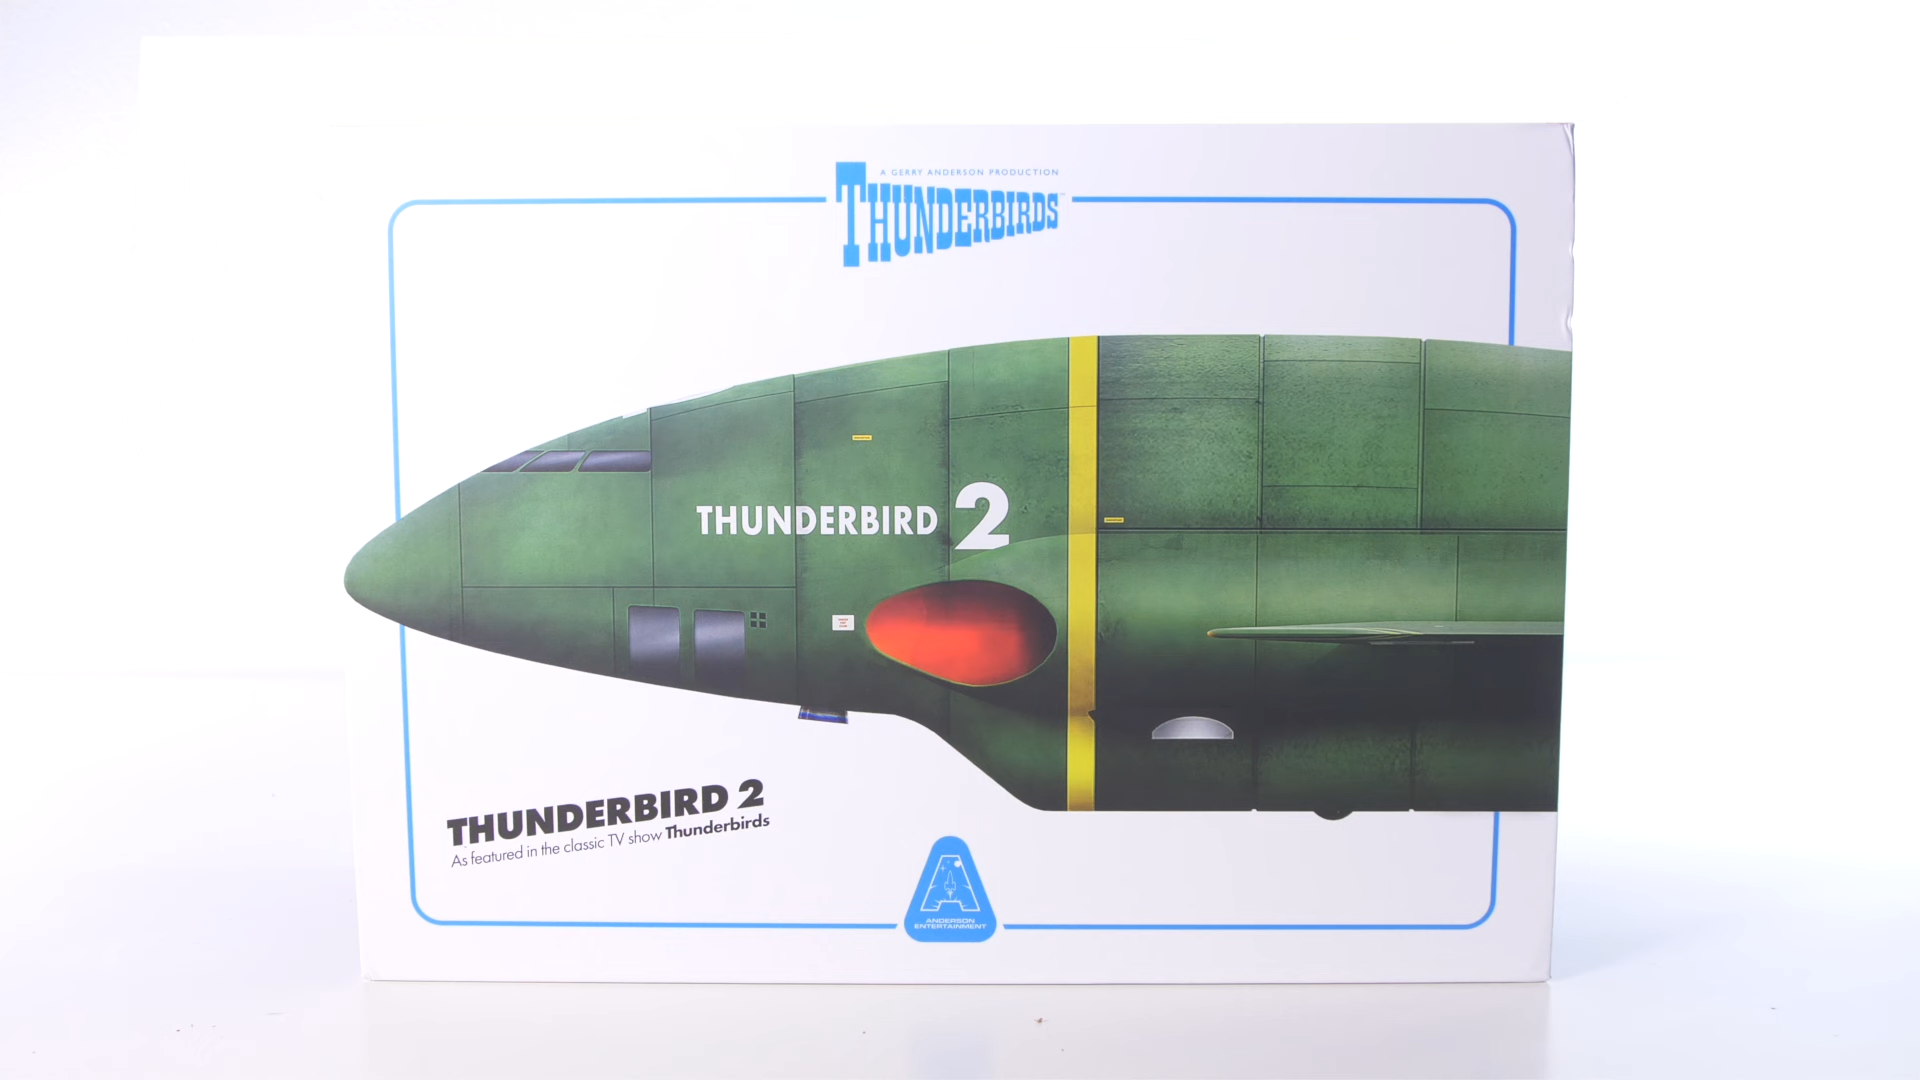 A GERRY ANDERSON PRODUCTION
THUNDERBIRDS
THUNDERBIRD 2
THUNDERBIRD 2
As featured in the classic TV show Thunderbirds
ANDERSON
ENTERTAINMENT